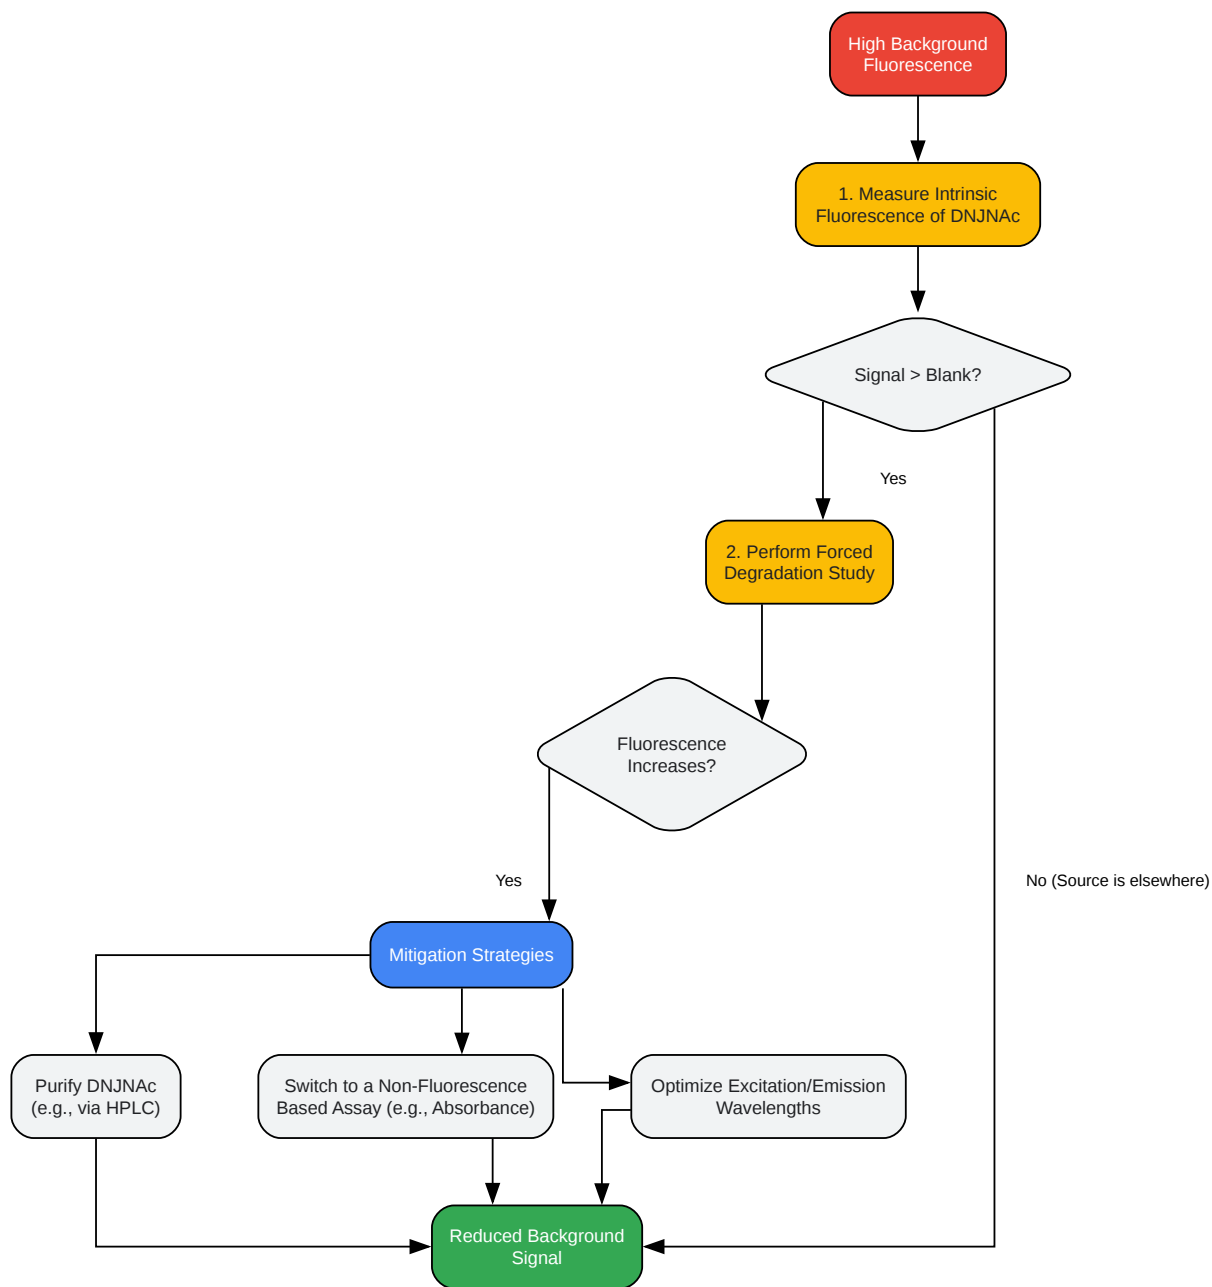 High Background
Fluorescence
1. Measure Intrinsic
Fluorescence of DNJNAc
Signal > Blank?
Yes
2. Perform Forced
Degradation Study
Fluorescence
Increases?
Yes
No (Source is elsewhere)
Mitigation Strategies
Purify DNJNAc
(e.g., via HPLC)
Switch to a Non-Fluorescence
Based Assay (e.g., Absorbance)
Optimize Excitation/Emission
Wavelengths
Reduced Background
Signal